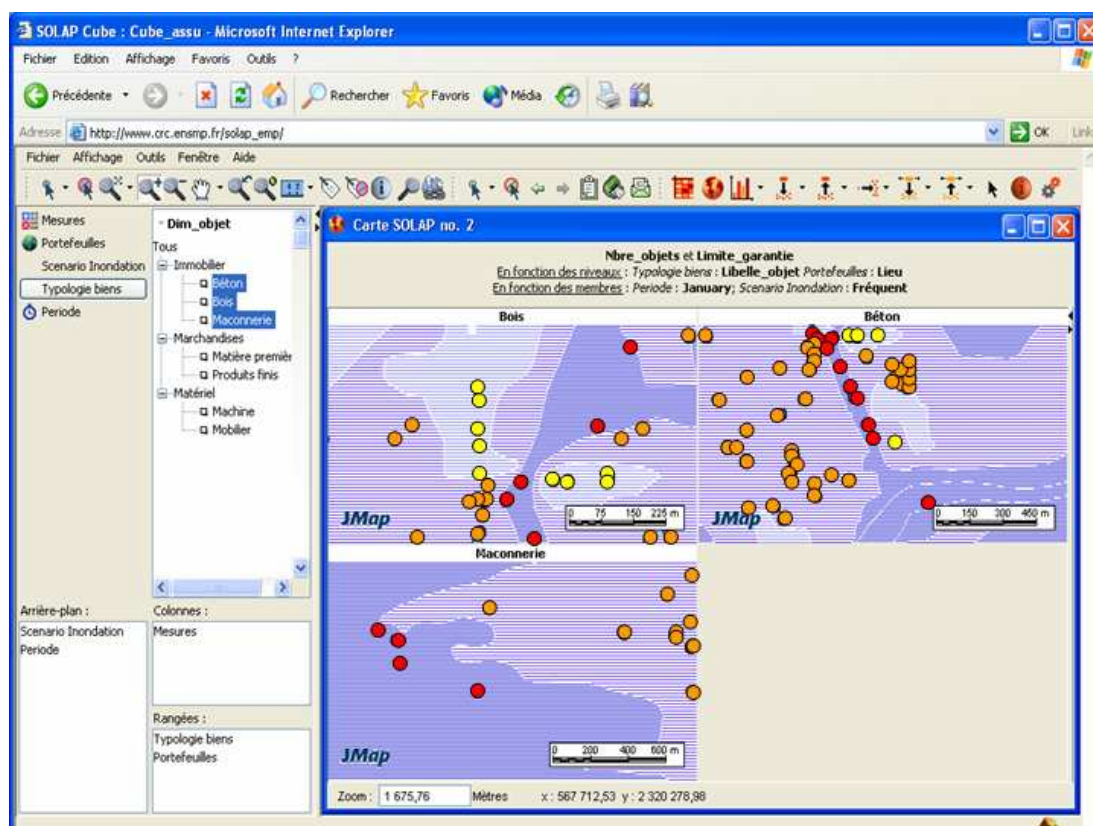 SOLAP Cube : Cube_assu - Microsoft Internet Explorer
Fichier Edition Affichage Favoris Outils ?
Précédente Rechercher Favoris Média
Adresse http://www.crc.ensmp.fr/solap_emp/ OK Links
Fichier Affichage Outils Fenêtre Aide
Mesures
Portefeuilles
Scenario Inondation
Typologie biens
Periode
Dim_objet
Tous
Immobilier
Béton
Bois
Maconnerie
Marchandises
Matière premièr
Produits finis
Matériel
Machine
Mobilier
Arrière-plan :
Scenario Inondation
Periode
Colonnes :
Mesures
Rangées :
Typologie biens
Portefeuilles
Carte SOLAP no. 2
Nbre_objets et Limite_garantie
En fonction des niveaux : Typologie biens : Libelle_objet Portefeuilles : Lieu
En fonction des membres : Periode : January; Scenario Inondation : Fréquent
Bois Béton
JMap 0 75 150 225 m
JMap 0 150 300 450 m
Maconnerie
JMap 0 200 400 600 m
Zoom : 1 675,76 Mètres x : 567 712,53 y : 2 320 278,98